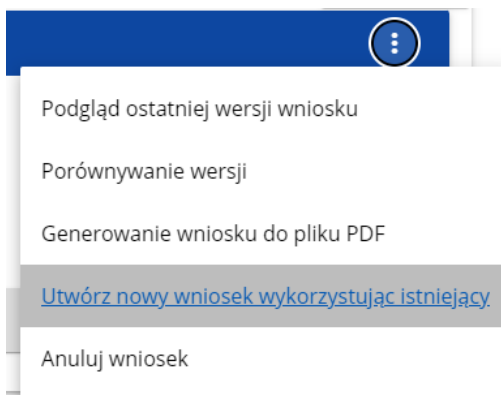 Podgląd ostatniej wersji wniosku
Porównywanie wersji
Generowanie wniosku do pliku PDF
Utwórz nowy wniosek wykorzystując istniejący
Anuluj wniosek